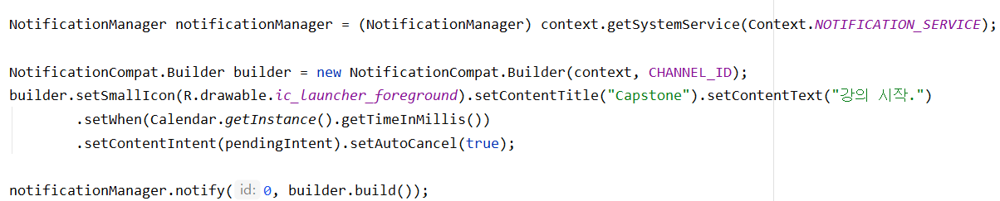 NotificationManager notificationManager = (NotificationManager) context.getSystemService(Context.NOTIFICATION_SERVICE);
NotificationCompat.Builder builder = new NotificationCompat.Builder(context, CHANNEL_ID);
builder.setSmallIcon(R.drawable.ic_launcher_foreground).setContentTitle("Capstone").setContentText("강의 시작.")
.setWhen(Calendar.getInstance().getTimeInMillis())
.setContentIntent(pendingIntent).setAutoCancel(true);
notificationManager.notify( id: 0, builder.build());